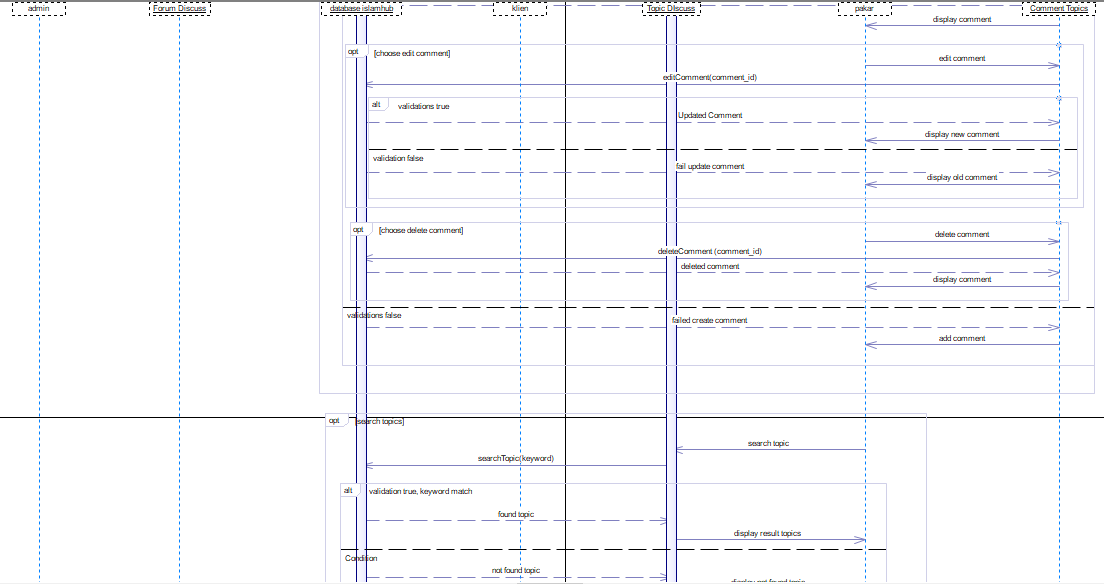 admin
Forum Discuss
database islamhub
klien
Topic DIscuss
pakar
Comment Topics
display comment
opt
[choose edit comment]
edit comment
editComment(comment_id)
alt
validations true
Updated Comment
display new comment
validation false
fail update comment
display old comment
opt
[choose delete comment]
delete comment
deleteComment (comment_id)
deleted comment
display comment
validations false
failed create comment
add comment
opt
[search topics]
search topic
searchTopic(keyword)
alt
validation true, keyword match
found topic
display result topics
Condition
not found topic
display not found topic